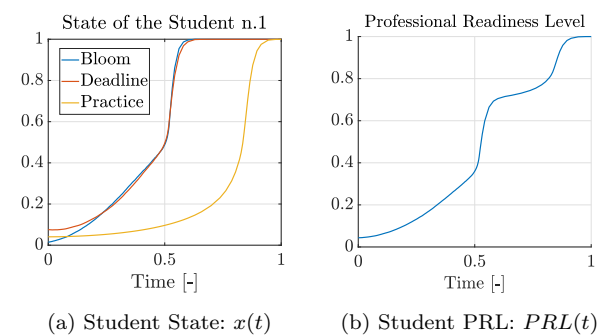 State of the Student n.1
1
0.8
0.6
0.4
0.2
0
0
0.5
1
Bloom
Deadline
Practice
Time [-]
(a) Student State: x(t)
Professional Readiness Level
1
0.8
0.6
0.4
0.2
0
0
0.5
1
Time [-]
(b) Student PRL: PRL(t)